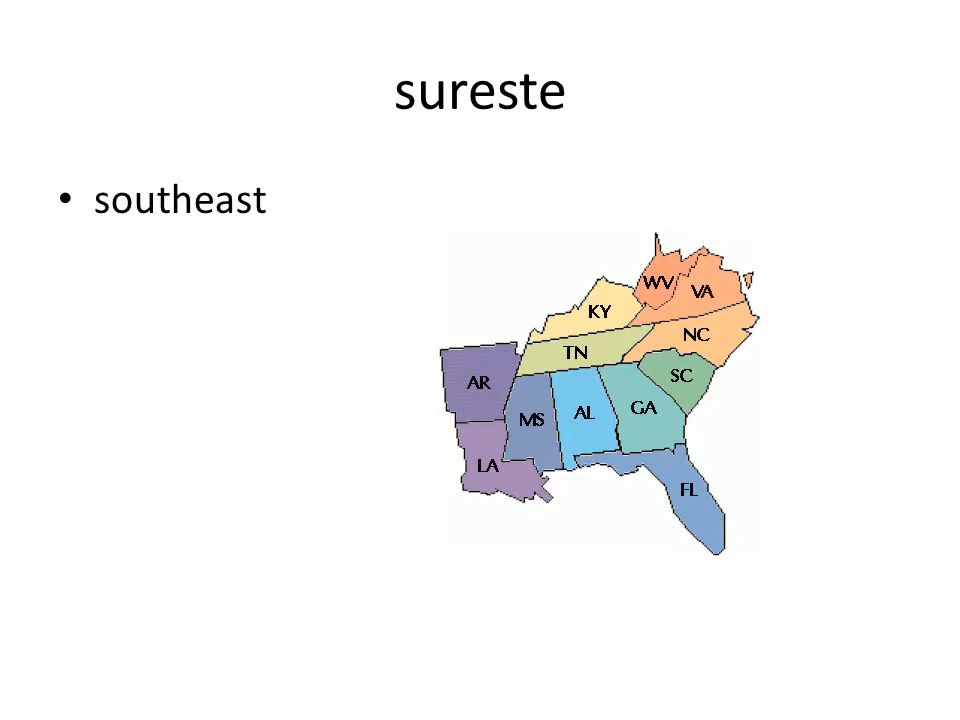 sureste
• southeast
WV
VA
KY
NC
TN
SC
AR
GA
AL
MS
LA
FL